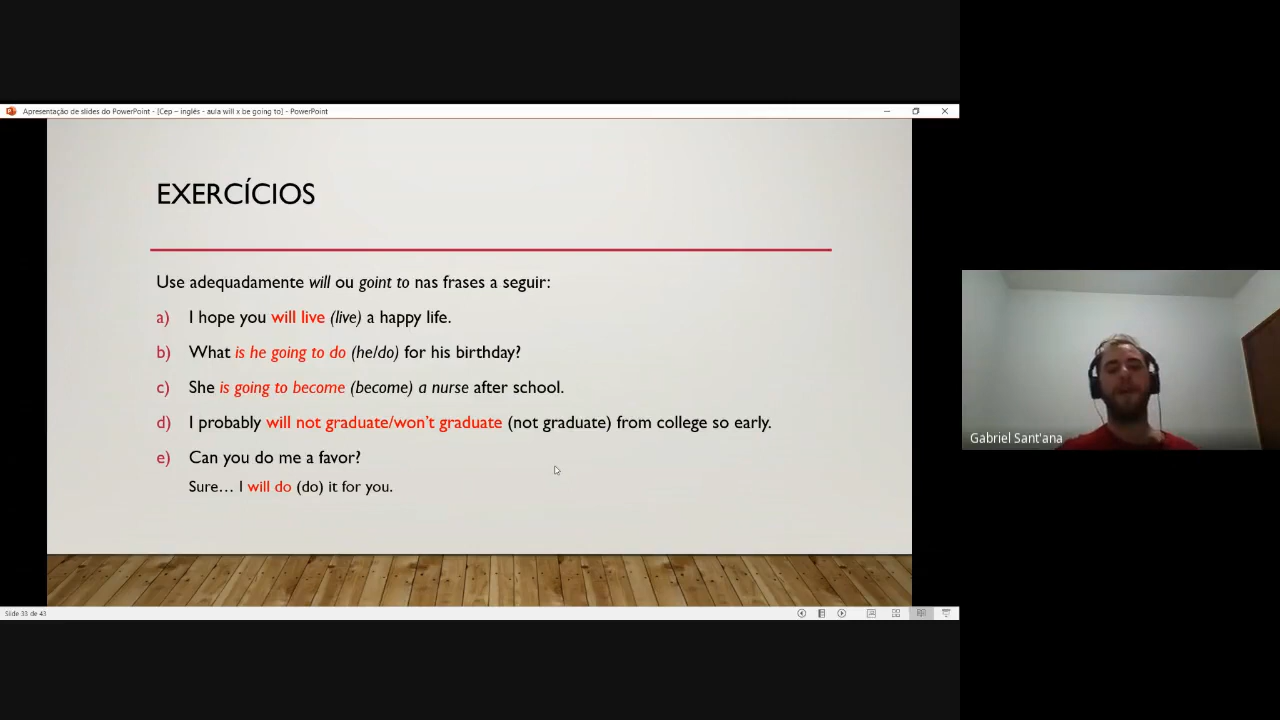 Apresentação de slides do PowerPoint - [Cep – inglês - aula will x be going to] - PowerPoint
EXERCÍCIOS
Use adequadamente will ou goint to nas frases a seguir:
a) I hope you will live (live) a happy life.
b) What is he going to do (he/do) for his birthday?
c) She is going to become (become) a nurse after school.
d) I probably will not graduate/won't graduate (not graduate) from college so early.
e) Can you do me a favor?
Sure... I will do (do) it for you.
Gabriel Sant'ana
Slide 35 de 43